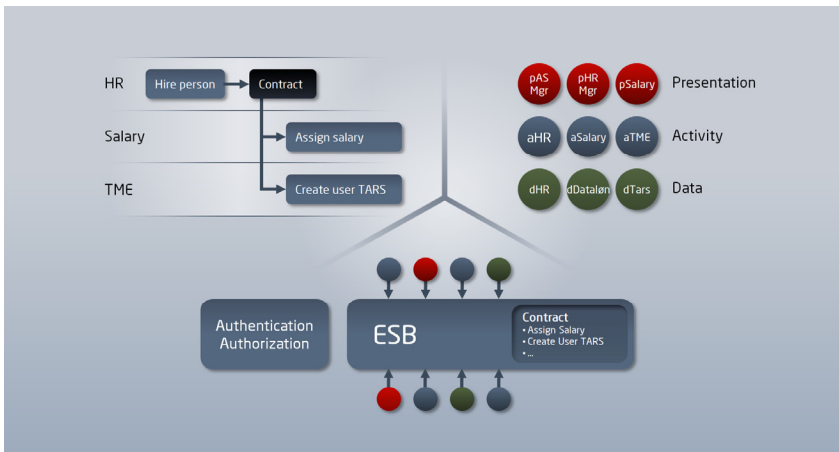 HR
Hire person
Contract
Salary
Assign salary
TME
Create user TARS
pAS
Mgr
pHR
Mgr
pSalary
Presentation
aHR
aSalary
aTME
Activity
dHR
dDataløn
dTars
Data
Authentication
Authorization
ESB
Contract
• Assign Salary
• Create User TARS
• ...